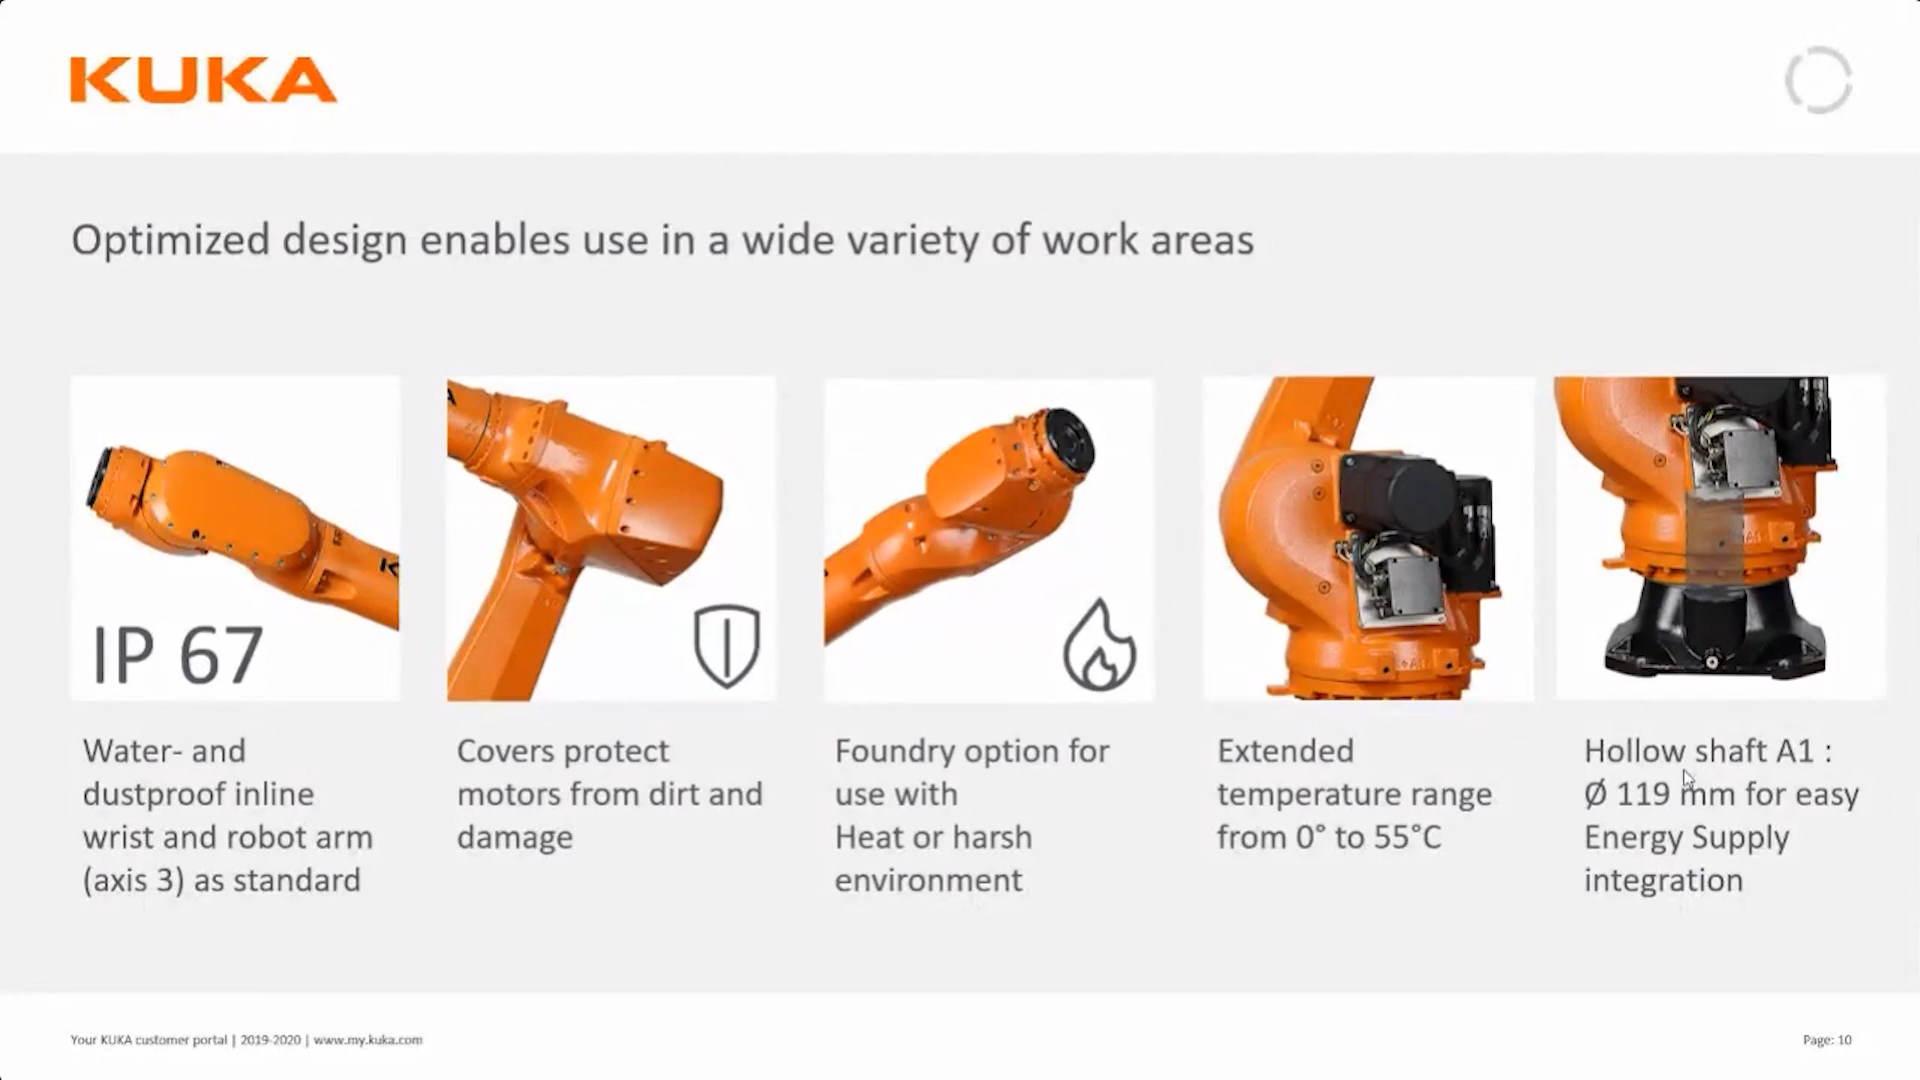 KUKA
Optimized design enables use in a wide variety of work areas
IP 67
Water- and
dustproof inline
wrist and robot arm
(axis 3) as standard
Covers protect
motors from dirt and
damage
Foundry option for
use with
Heat or harsh
environment
Extended
temperature range
from 0° to 55°C
Hollow shaft A1 :
Ø 119 mm for easy
Energy Supply
integration
Your KUKA customer portal | 2019-2020 | www.my.kuka.com
Page: 10